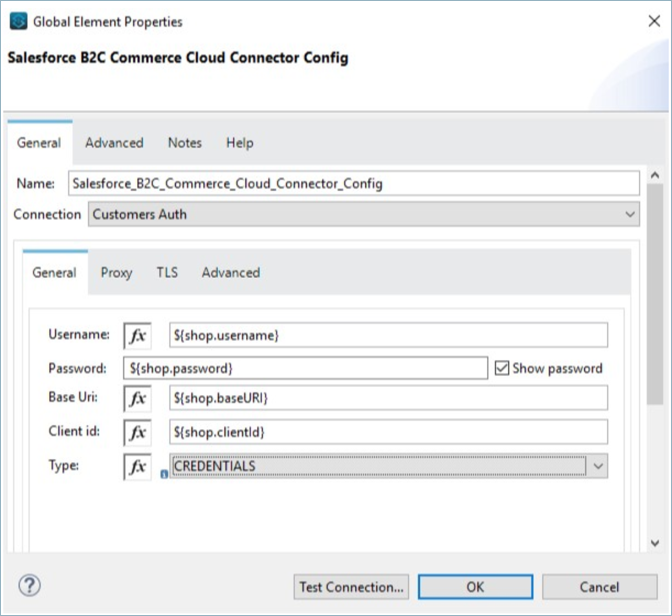 Global Element Properties
Salesforce B2C Commerce Cloud Connector Config
General Advanced Notes Help
Name: Salesforce_B2C_Commerce_Cloud_Connector_Config
Connection Customers Auth
General Proxy TLS Advanced
Username: fx ${shop.username}
Password: ${shop.password} Show password
Base Uri: fx ${shop.baseURI}
Client id: fx ${shop.clientId}
Type: fx CREDENTIALS
? Test Connection... OK Cancel